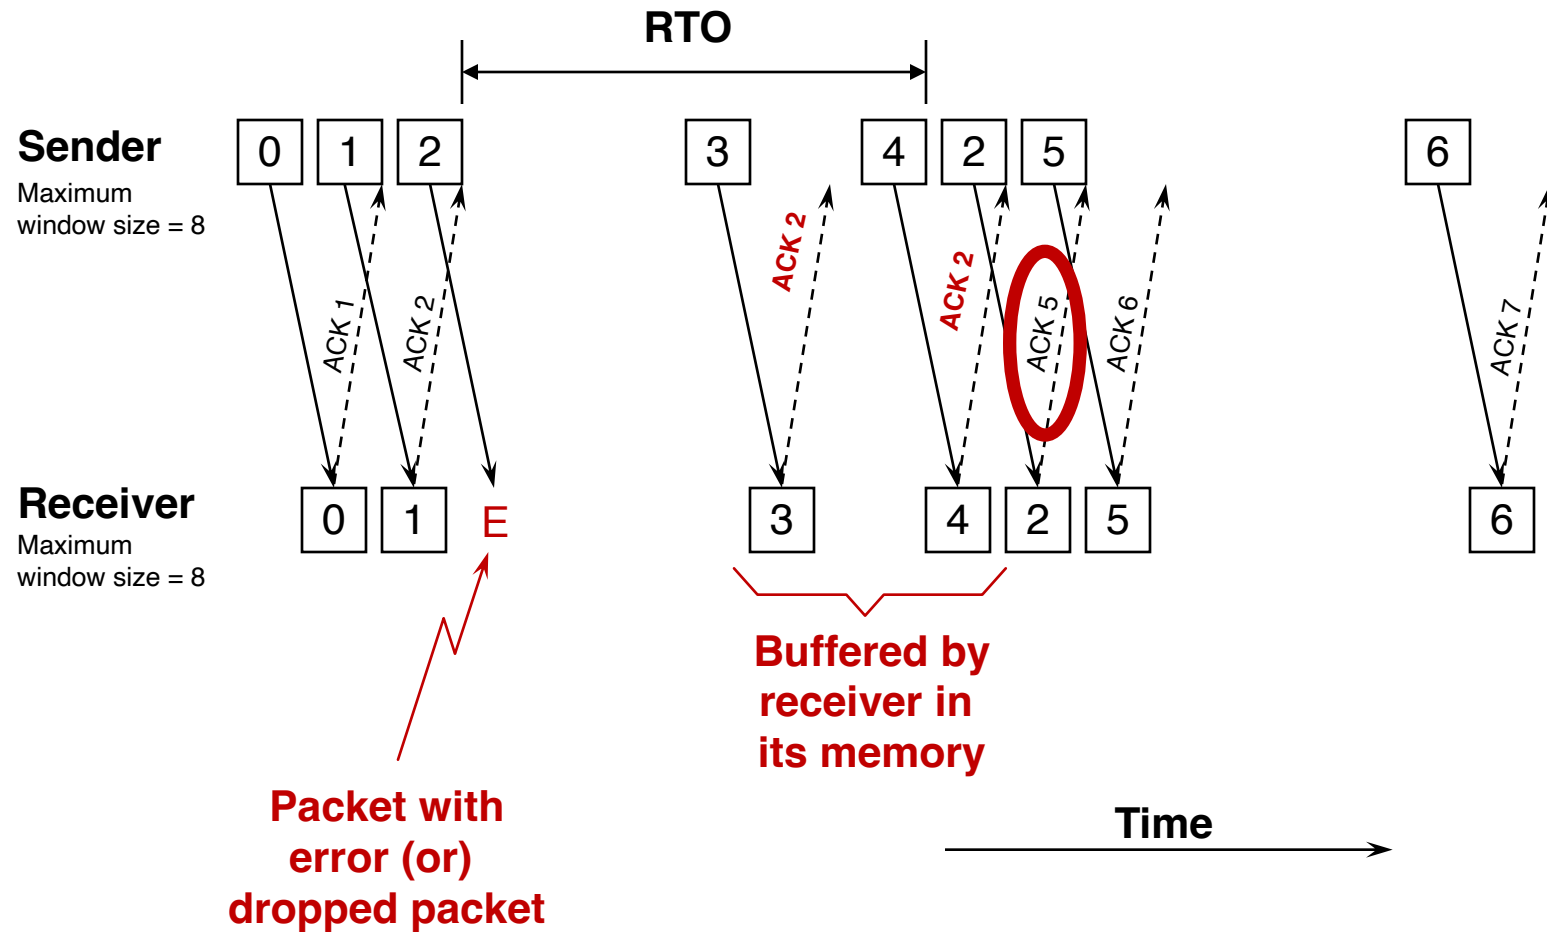 RTO
Sender
Maximum
window size = 8
0 1 2 3 4 2 5 6
ACK 1
ACK 2
ACK 2
ACK 2
ACK 5
ACK 6
ACK 7
Receiver
Maximum
window size = 8
0 1 E 3 4 2 5 6
Buffered by
receiver in
its memory
Packet with
error (or)
dropped packet
Time